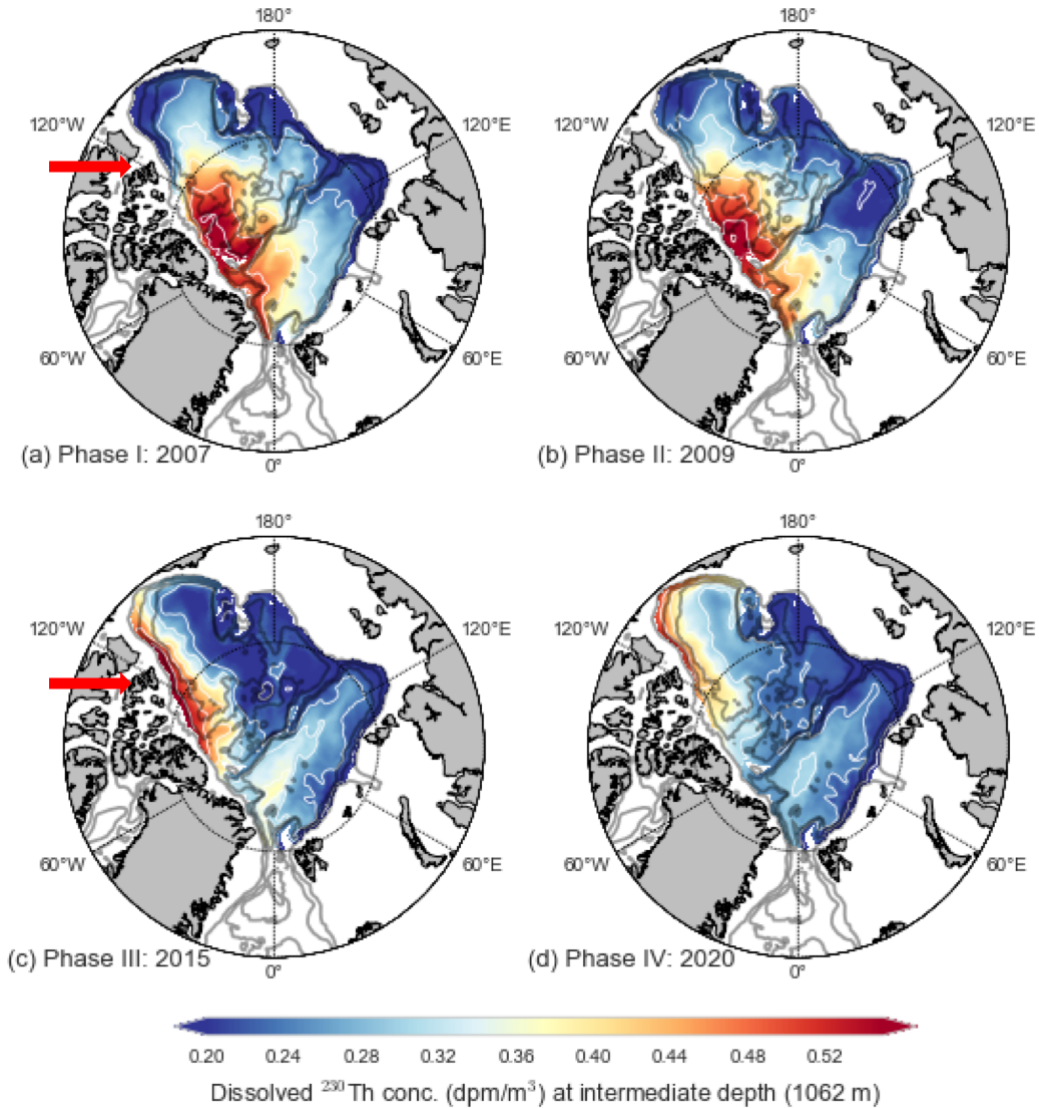 180° 180°
120°W 120°E 120°W 120°E
60°W 60°E 60°W 60°E
(a) Phase I: 2007 0° (b) Phase II: 2009 0°
180° 180°
120°W 120°E 120°W 120°E
60°W 60°E 60°W 60°E
(c) Phase III: 2015 0° (d) Phase IV: 2020 0°
0.20 0.24 0.28 0.32 0.36 0.40 0.44 0.48 0.52
Dissolved ²³⁰Th conc. (dpm/m³) at intermediate depth (1062 m)